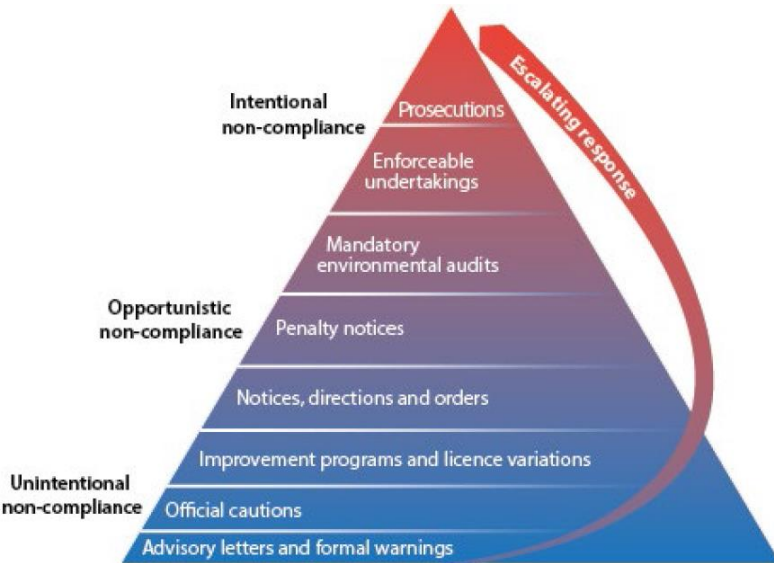 Intentional
non-compliance
Prosecutions
Escalating response
Enforceable
undertakings
Mandatory
environmental audits
Opportunistic
non-compliance
Penalty notices
Notices, directions and orders
Improvement programs and licence variations
Unintentional
non-compliance
Official cautions
Advisory letters and formal warnings